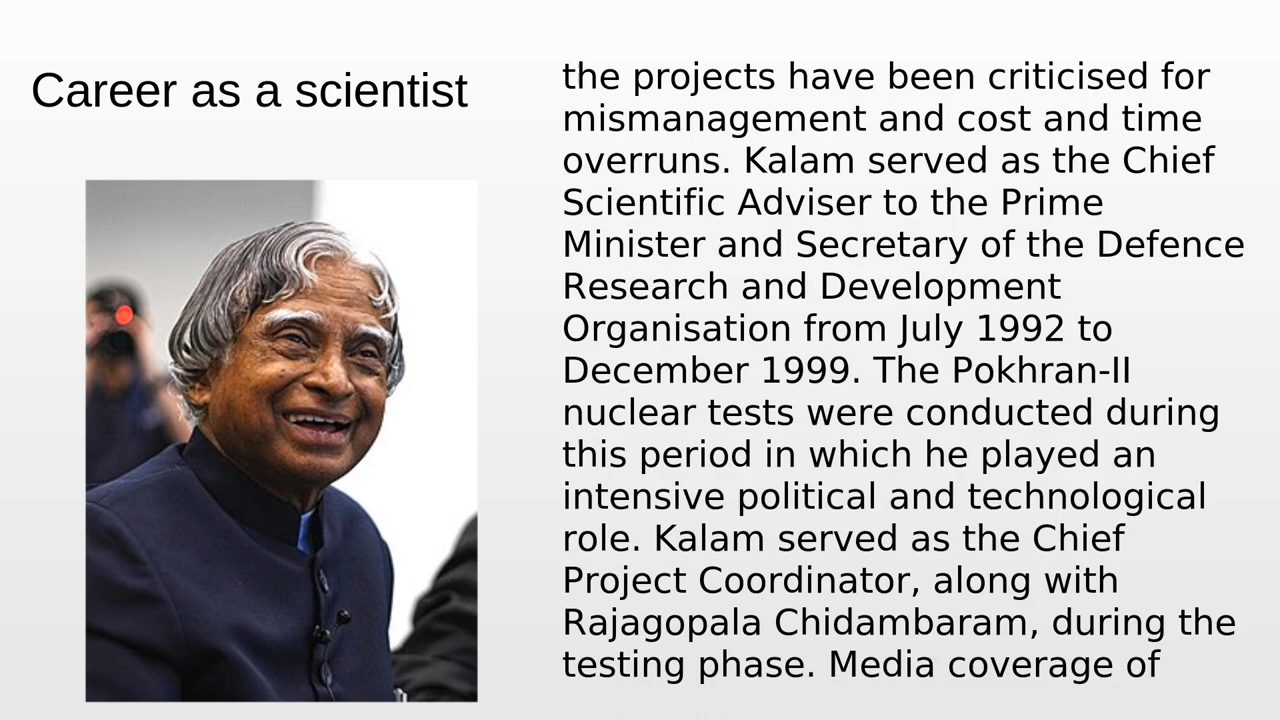 Career as a scientist
the projects have been criticised for
mismanagement and cost and time
overruns. Kalam served as the Chief
Scientific Adviser to the Prime
Minister and Secretary of the Defence
Research and Development
Organisation from July 1992 to
December 1999. The Pokhran-II
nuclear tests were conducted during
this period in which he played an
intensive political and technological
role. Kalam served as the Chief
Project Coordinator, along with
Rajagopala Chidambaram, during the
testing phase. Media coverage of